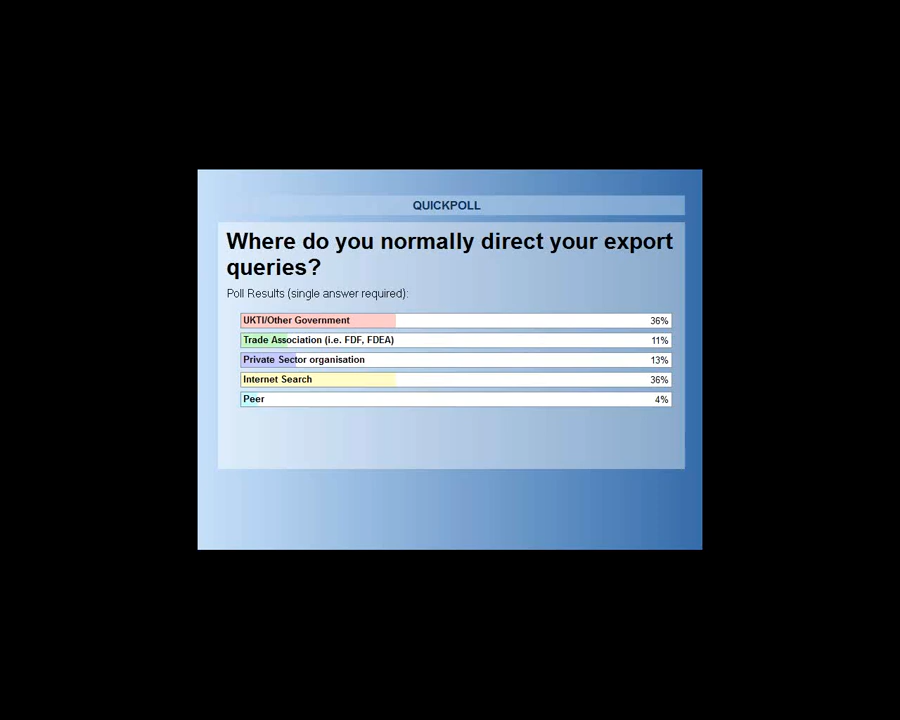 QUICKPOLL
Where do you normally direct your export
queries?
Poll Results (single answer required):
UKTI/Other Government 36%
Trade Association (i.e. FDF, FDEA) 11%
Private Sector organisation 13%
Internet Search 36%
Peer 4%